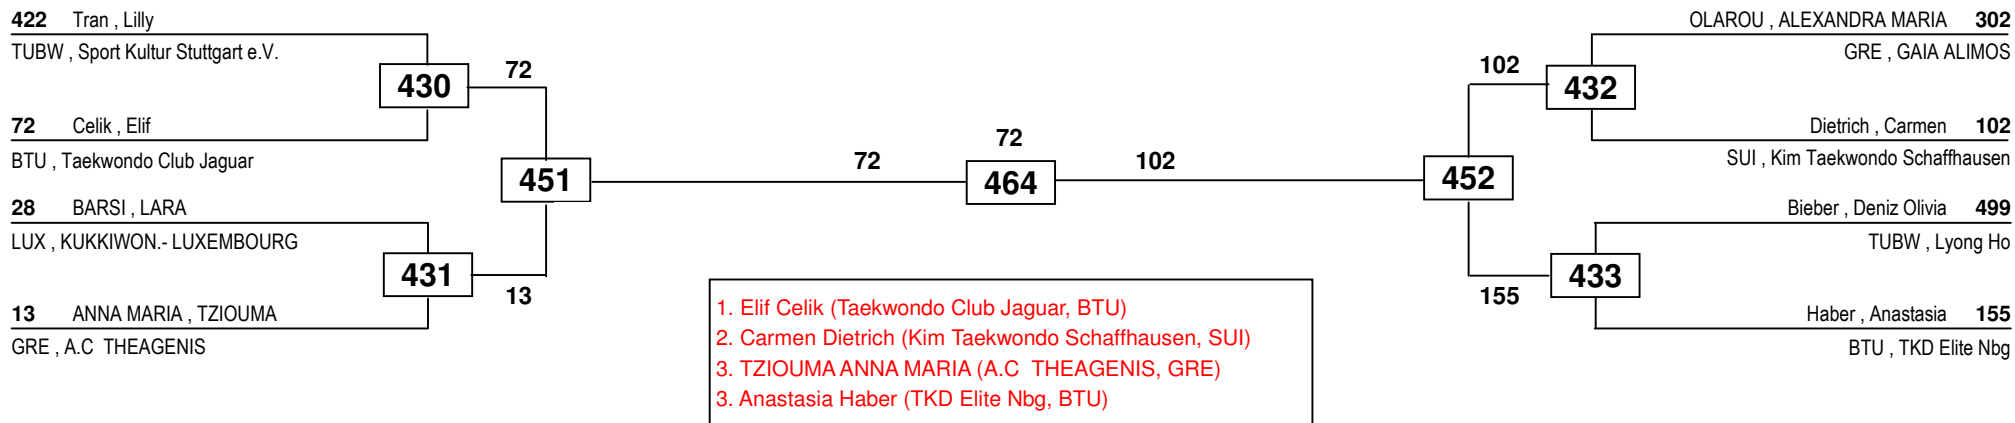 422 Tran , Lilly
TUBW , Sport Kultur Stuttgart e.V.
430
72
72 Celik , Elif
BTU , Taekwondo Club Jaguar
451
28 BARSI , LARA
LUX , KUKKIWON.- LUXEMBOURG
431
13
13 ANNA MARIA , TZIOUMA
GRE , A.C THEAGENIS
72
72
464
102
OLAROU , ALEXANDRA MARIA 302
GRE , GAIA ALIMOS
102
432
Dietrich , Carmen 102
SUI , Kim Taekwondo Schaffhausen
452
Bieber , Deniz Olivia 499
TUBW , Lyong Ho
433
155
Haber , Anastasia 155
BTU , TKD Elite Nbg
1. Elif Celik (Taekwondo Club Jaguar, BTU)
2. Carmen Dietrich (Kim Taekwondo Schaffhausen, SUI)
3. TZIOUMA ANNA MARIA (A.C THEAGENIS, GRE)
3. Anastasia Haber (TKD Elite Nbg, BTU)